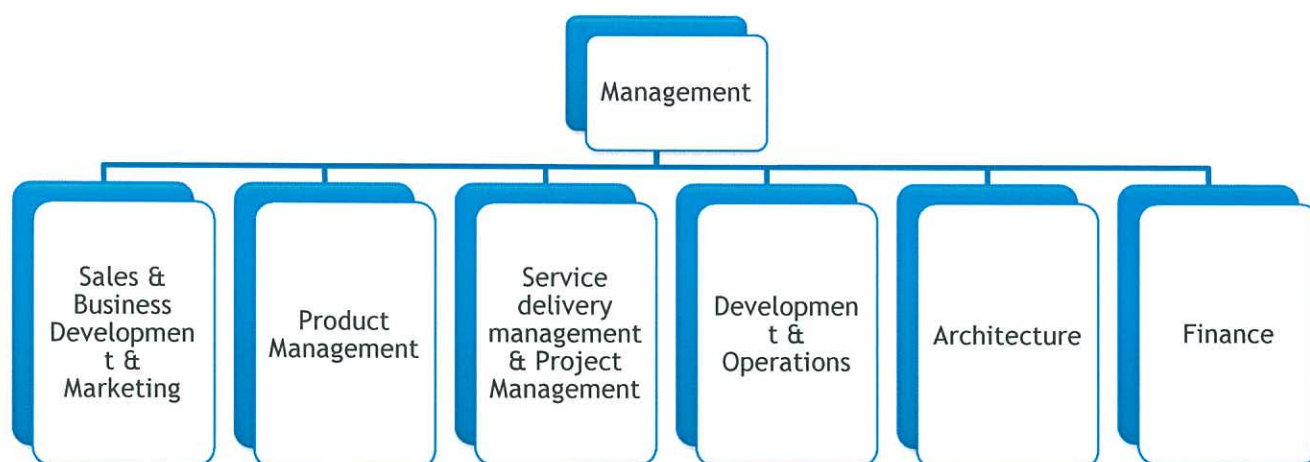 Management
Sales &
Business
Developmen
t &
Marketing
Product
Management
Service
delivery
management
& Project
Management
Developmen
t &
Operations
Architecture
Finance